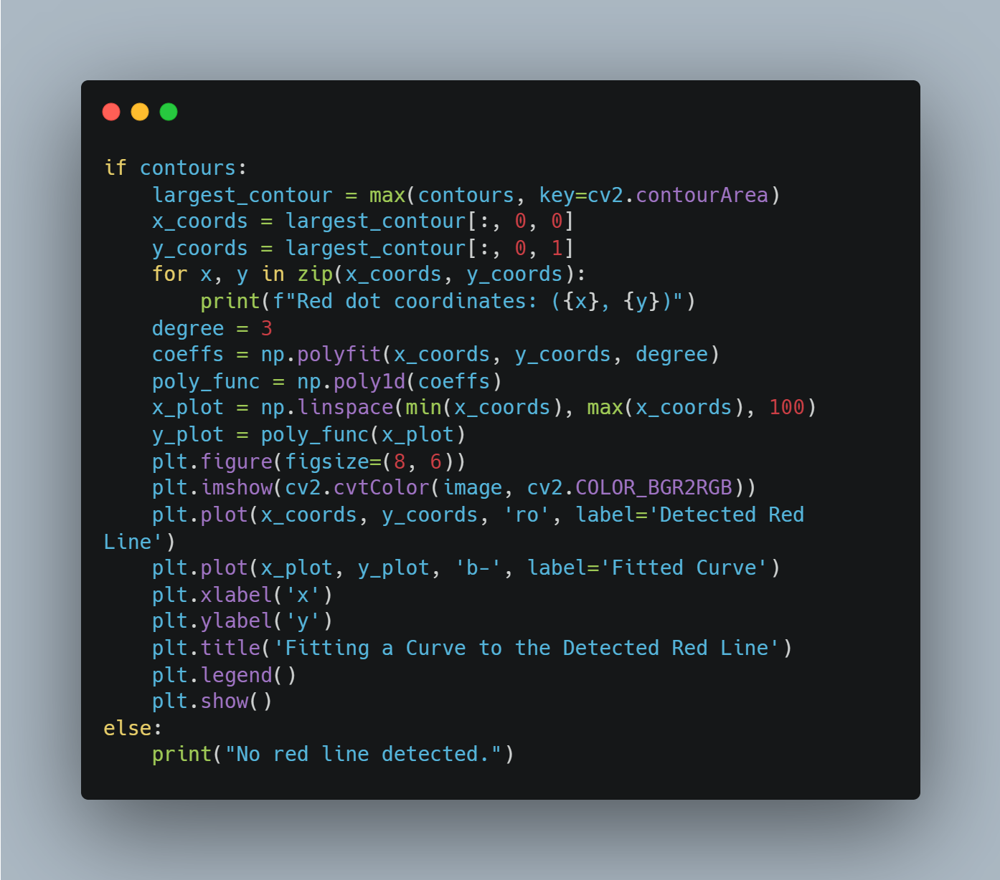 if contours:
    largest_contour = max(contours, key=cv2.contourArea)
    x_coords = largest_contour[:, 0, 0]
    y_coords = largest_contour[:, 0, 1]
    for x, y in zip(x_coords, y_coords):
        print(f"Red dot coordinates: ({x}, {y})")
    degree = 3
    coeffs = np.polyfit(x_coords, y_coords, degree)
    poly_func = np.poly1d(coeffs)
    x_plot = np.linspace(min(x_coords), max(x_coords), 100)
    y_plot = poly_func(x_plot)
    plt.figure(figsize=(8, 6))
    plt.imshow(cv2.cvtColor(image, cv2.COLOR_BGR2RGB))
    plt.plot(x_coords, y_coords, 'ro', label='Detected Red
Line')
    plt.plot(x_plot, y_plot, 'b-', label='Fitted Curve')
    plt.xlabel('x')
    plt.ylabel('y')
    plt.title('Fitting a Curve to the Detected Red Line')
    plt.legend()
    plt.show()
else:
    print("No red line detected.")